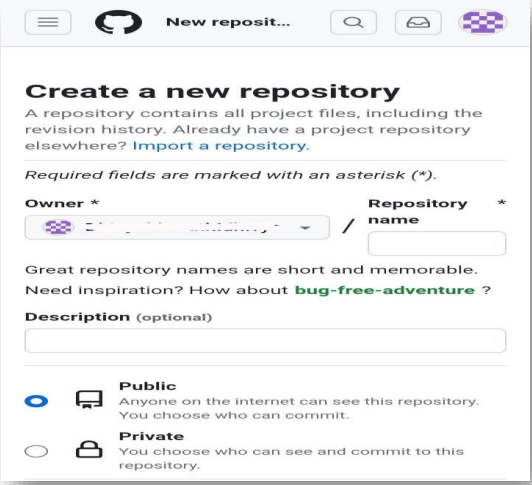 New reposit...
Create a new repository
A repository contains all project files, including the
revision history. Already have a project repository
elsewhere? Import a repository.
Required fields are marked with an asterisk (*).
Owner *
Repository *
name
/
Great repository names are short and memorable.
Need inspiration? How about bug-free-adventure ?
Description (optional)
Public
Anyone on the internet can see this repository.
You choose who can commit.
Private
You choose who can see and commit to this
repository.